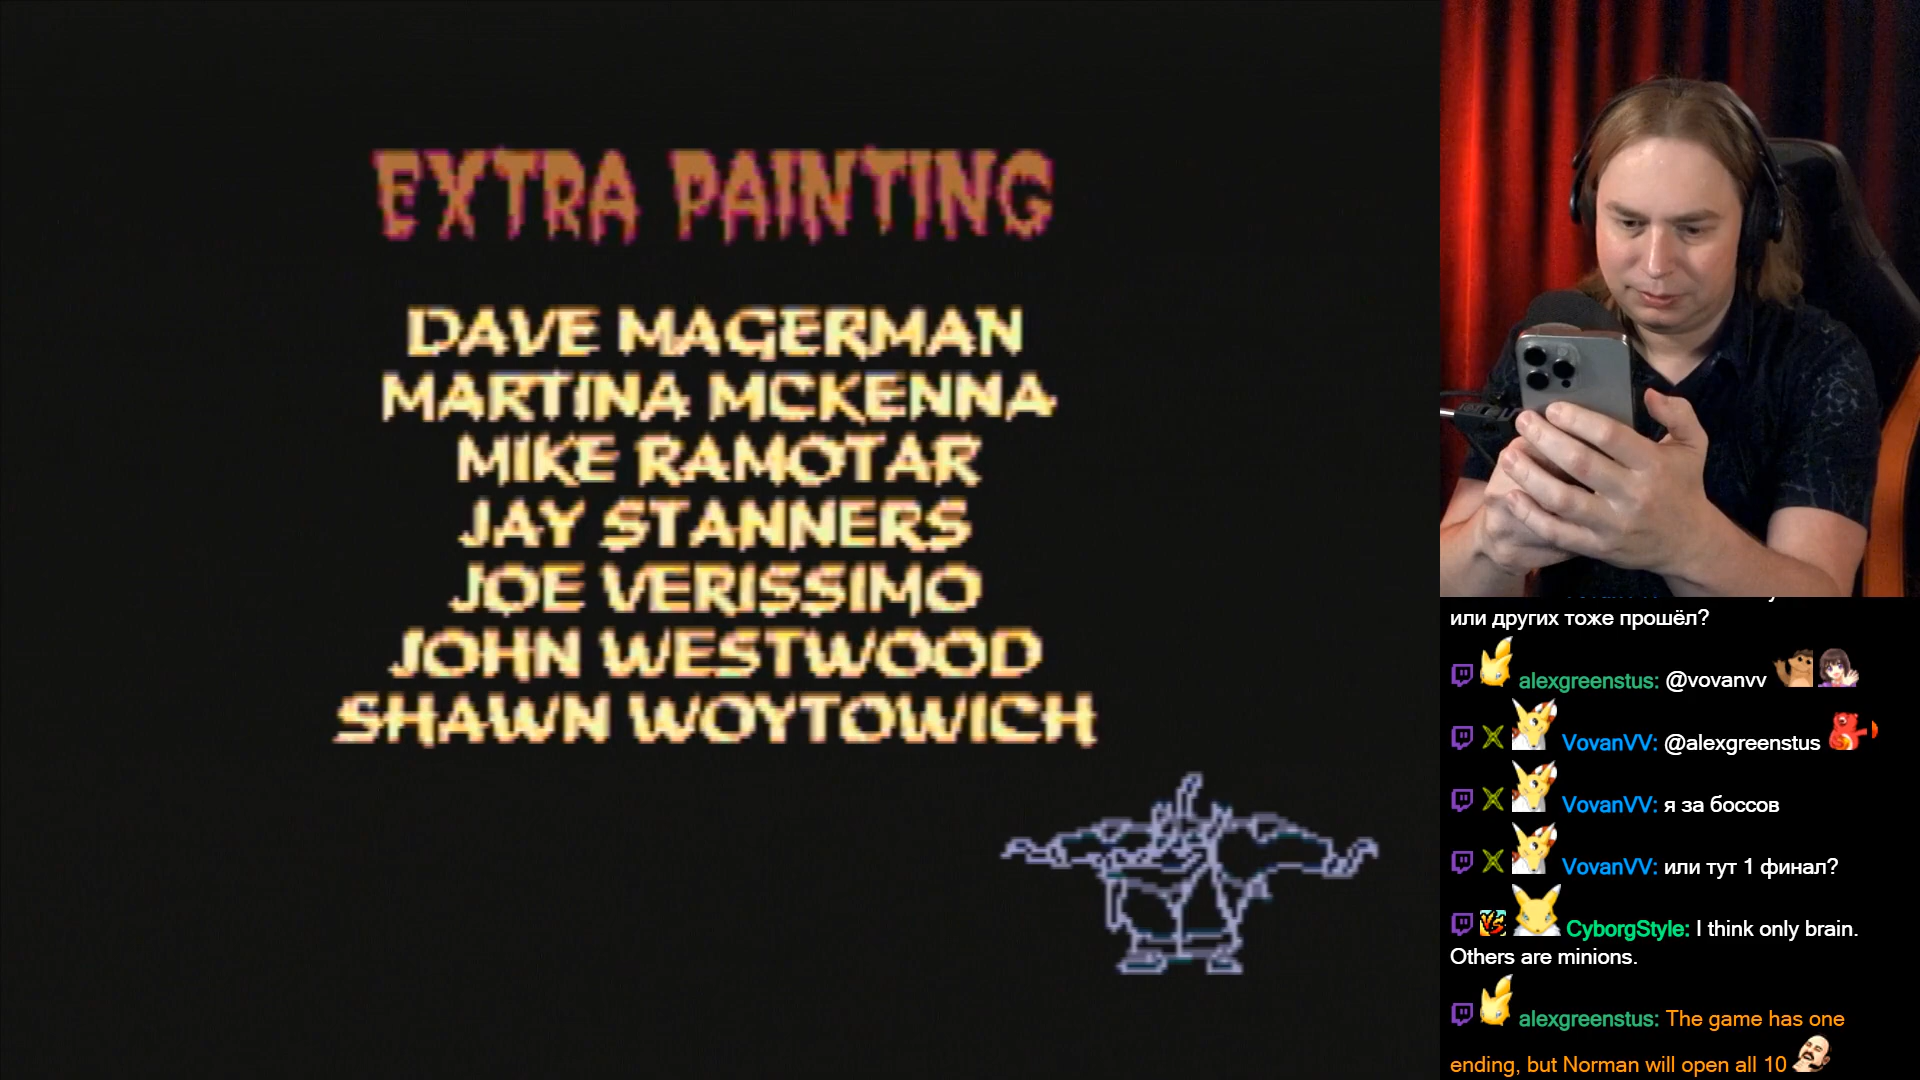 EXTRA PAINTING
DAVE MAGERMAN
MARTINA MCKENNA
MIKE RAMOTAR
JAY STANNERS
JOE VERISSIMO
JOHN WESTWOOD
SHAWN WOYTOWICH
или других тоже прошёл?
alexgreenstus: @vovanvv
VovanVV: @alexgreenstus
VovanVV: я за боссов
VovanVV: или тут 1 финал?
CyborgStyle: I think only brain.
Others are minions.
alexgreenstus: The game has one
ending, but Norman will open all 10